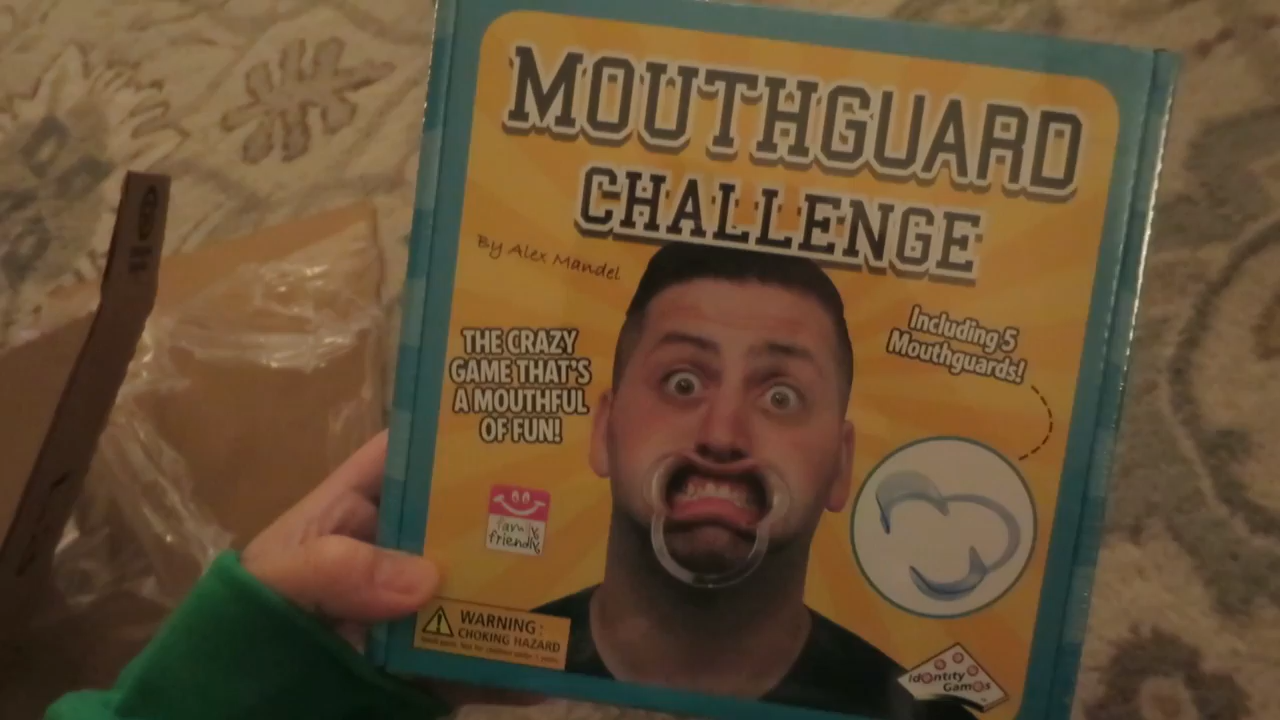 MOUTHGUARD
CHALLENGE
By Alex Mandel
THE CRAZY
GAME THAT'S
A MOUTHFUL
OF FUN!
Including 5
Mouthguards!
family
friendly
WARNING:
CHOKING HAZARD
Identity
Games